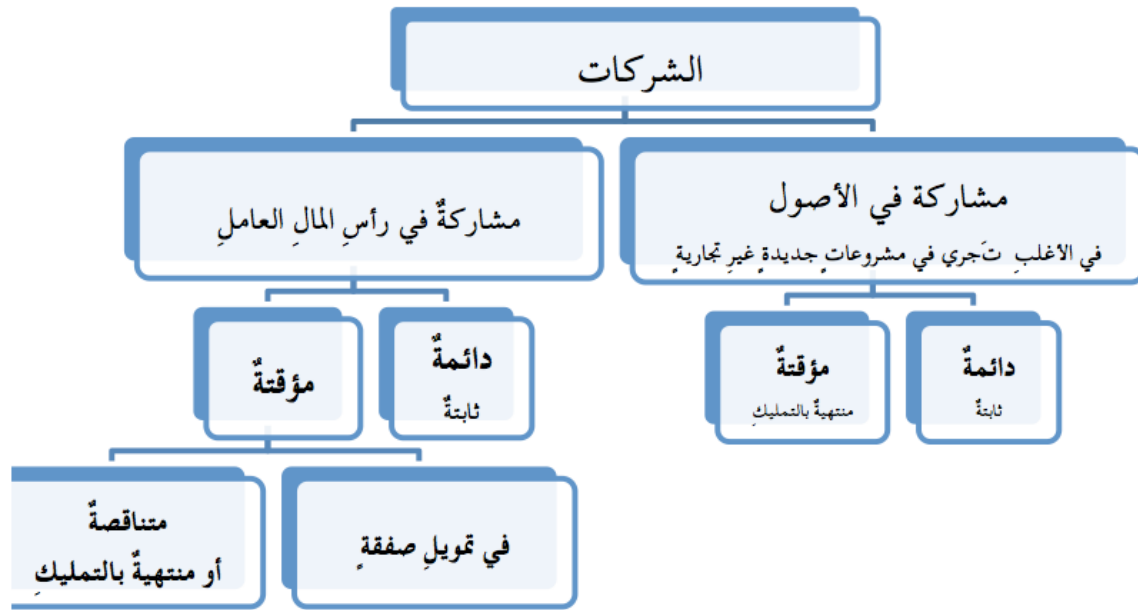 الشركات
مشاركة في الأصول
في الأغلبِ تَجري في مشروعاتٍ جديدةٍ غيرِ تجاريةٍ
مشاركةٌ في رأسِ المالِ العاملِ
دائمةٌ
ثابتةٌ
مؤقتةٌ
منتهيةٌ بالتمليكِ
دائمةٌ
ثابتةٌ
مؤقتةٌ
في تمويلِ صفقةٍ
متناقصةٌ
أو منتهيةٌ بالتمليكِ